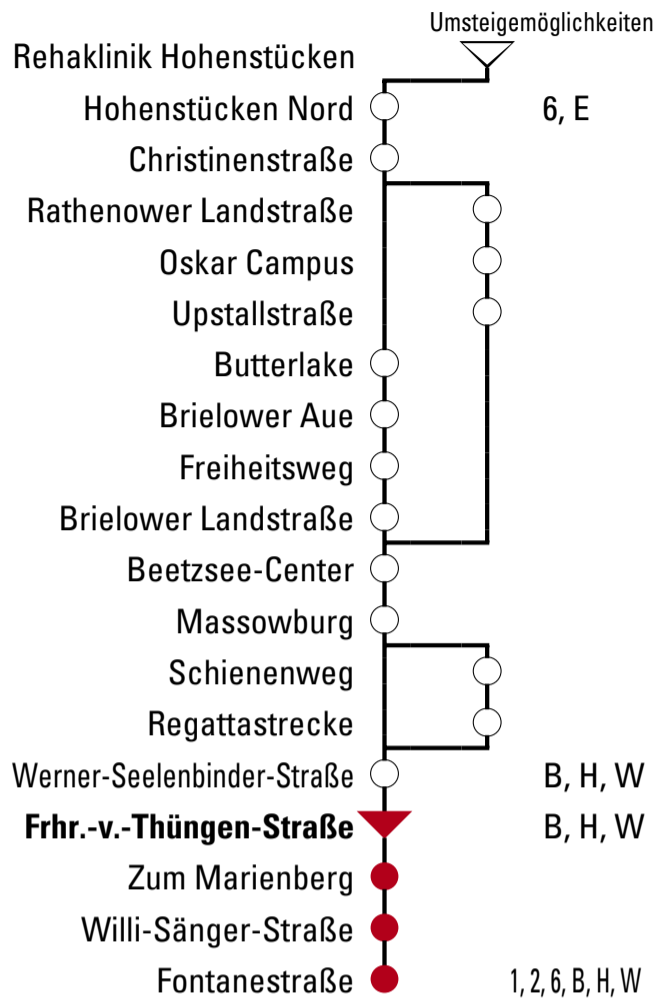 Umsteigemöglichkeiten
Rehaklinik Hohenstücken
Hohenstücken Nord 6, E
Christinenstraße
Rathenower Landstraße
Oskar Campus
Upstallstraße
Butterlake
Brielower Aue
Freiheitsweg
Brielower Landstraße
Beetzsee-Center
Massowburg
Schienenweg
Regattastrecke
Werner-Seelenbinder-Straße B, H, W
Frhr.-v.-Thüngen-Straße B, H, W
Zum Marienberg
Willi-Sänger-Straße
Fontanestraße 1, 2, 6, B, H, W